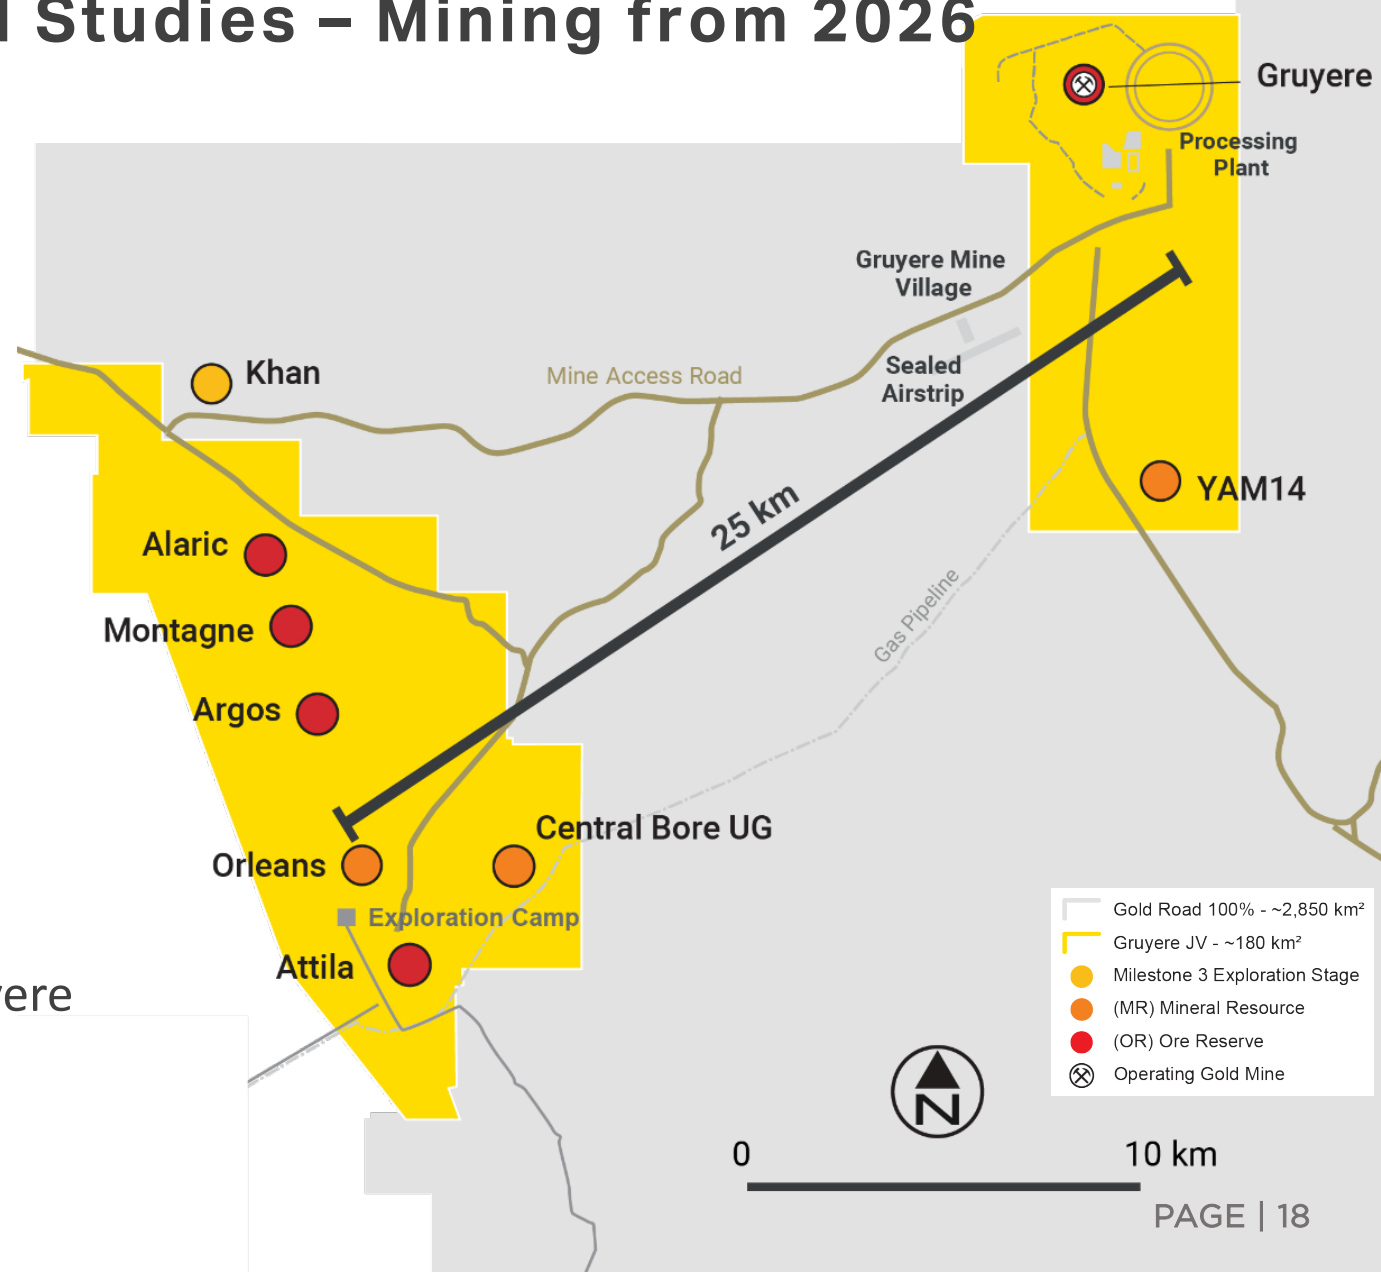 Studies – Mining from 2026
Gruyere
Processing
Plant
Gruyere Mine
Village
Sealed
Airstrip
Khan
Mine Access Road
YAM14
25 km
Alaric
Gas Pipeline
Montagne
Argos
Central Bore UG
Orleans
Exploration Camp
Attila
Gold Road 100% - ~2,850 km²
Gruyere JV - ~180 km²
Milestone 3 Exploration Stage
(MR) Mineral Resource
(OR) Ore Reserve
Operating Gold Mine
ere
N
0
10 km
PAGE | 18